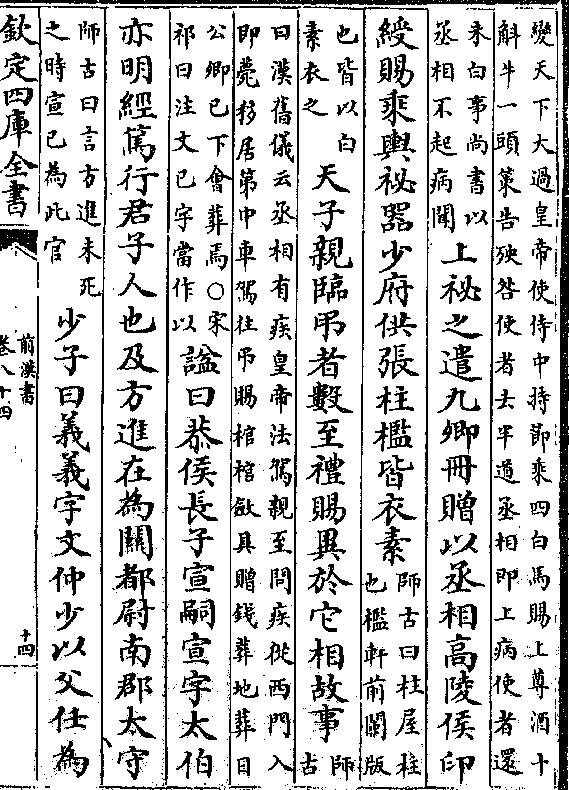 變天下大過皇帝使侍中持節乘四白馬賜上尊酒十
斛牛一頭策告殃咎使者去半道丞相即上病使者還
未白事尚書以
丞相不起病聞
上祕之遣九卿冊贈以丞相高陵侯印
綬賜乘輿祕器少府供張柱檻皆衣素
師古曰柱屋柱
也檻軒前闌版
也皆以白
素衣之
天子親臨弔者數至禮賜異於它相故事
師
古
曰漢舊儀云丞相有疾皇帝法駕親至問疾從西門入
即薨移居第中車駕往弔賜棺棺斂具贈錢葬地葬日
公卿已下會葬焉○宋
祁曰注文已字當作以
諡曰恭侯長子宣嗣宣字太伯
亦明經篤行君子人也及方進在為關都尉南郡太守
師古曰言方進未死
之時宣已為此官
少子曰義義字文仲少以父任為
欽定四庫全書
前漢書
卷八十四
十四